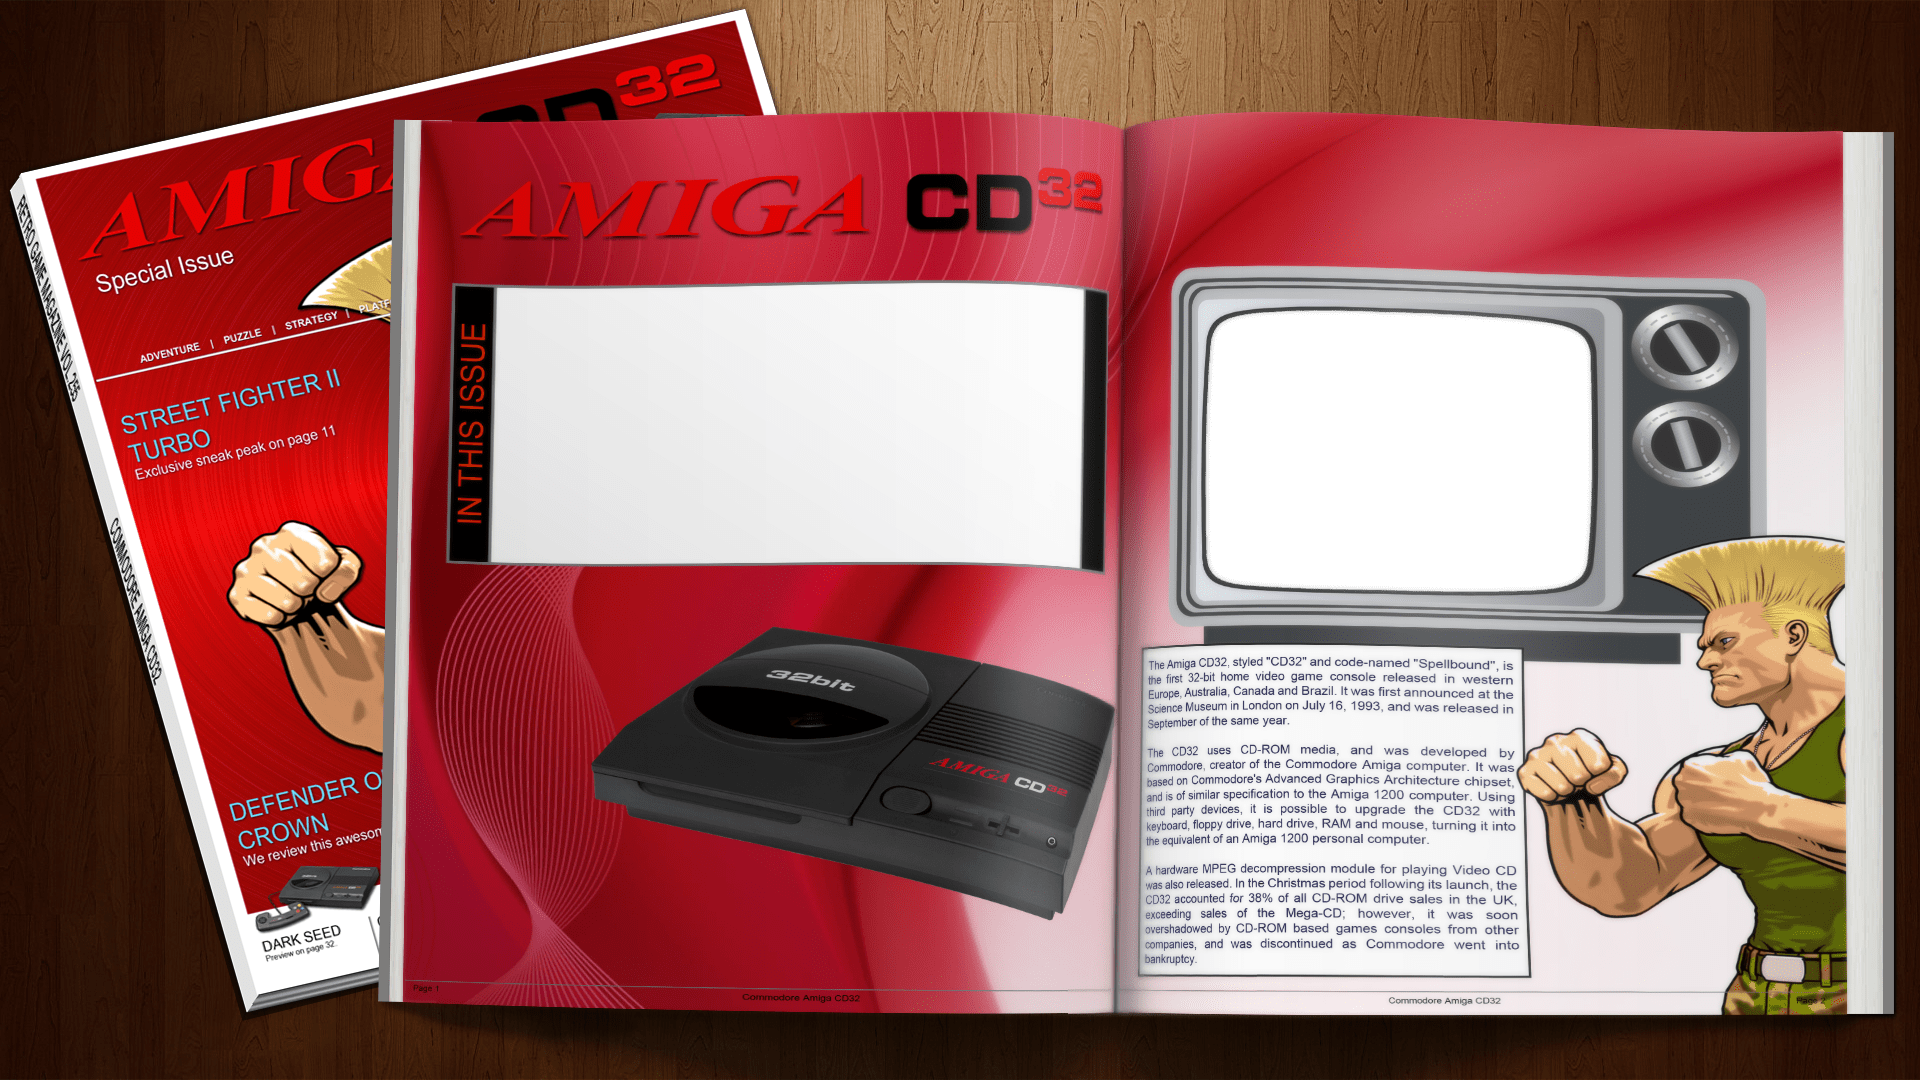 AMIGA CD32
Special Issue
ADVENTURE | PUZZLE | STRATEGY |
STREET FIGHTER II
TURBO
Exclusive sneak peak on page 11
DEFENDER O
CROWN
We review this awesom
DARK SEED
Preview on page 32.
RETRO GAME MAGAZINE VOL 255
COMMODORE AMIGA CD32
AMIGA CD32
IN THIS ISSUE
32bit
AMIGA CD32
Page 1
Commodore Amiga CD32
The Amiga CD32, styled "CD32" and code-named "Spellbound", is
the first 32-bit home video game console released in western
Europe, Australia, Canada and Brazil. It was first announced at the
Science Museum in London on July 16, 1993, and was released in
September of the same year.
The CD32 uses CD-ROM media, and was developed by
Commodore, creator of the Commodore Amiga computer. It was
based on Commodore's Advanced Graphics Architecture chipset,
and is of similar specification to the Amiga 1200 computer. Using
third party devices, it is possible to upgrade the CD32 with
keyboard, floppy drive, hard drive, RAM and mouse, turning it into
the equivalent of an Amiga 1200 personal computer.
A hardware MPEG decompression module for playing Video CD
was also released. In the Christmas period following its launch, the
CD32 accounted for 38% of all CD-ROM drive sales in the UK,
exceeding sales of the Mega-CD; however, it was soon
overshadowed by CD-ROM based games consoles from other
companies, and was discontinued as Commodore went into
bankruptcy.
Commodore Amiga CD32
Page 2